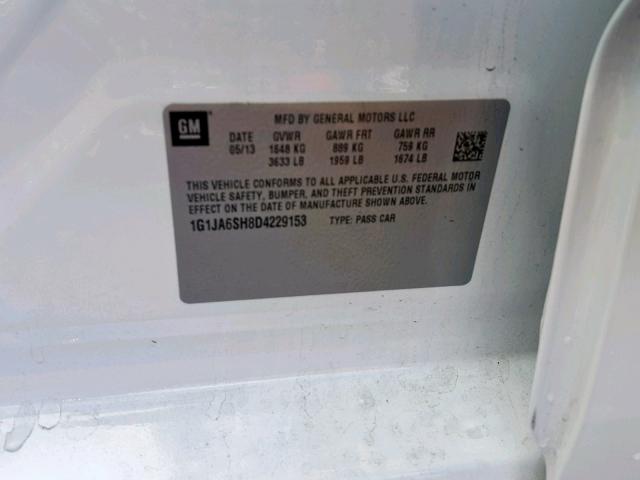 GM
MFD BY GENERAL MOTORS LLC
DATE GVWR GAWR FRT GAWR RR
05/13 1648 KG 889 KG 759 KG
3633 LB 1959 LB 1674 LB
THIS VEHICLE CONFORMS TO ALL APPLICABLE U.S. FEDERAL MOTOR
VEHICLE SAFETY, BUMPER, AND THEFT PREVENTION STANDARDS IN
EFFECT ON THE DATE OF MANUFACTURE SHOWN ABOVE.
1G1JA6SH8D4229153 TYPE: PASS CAR